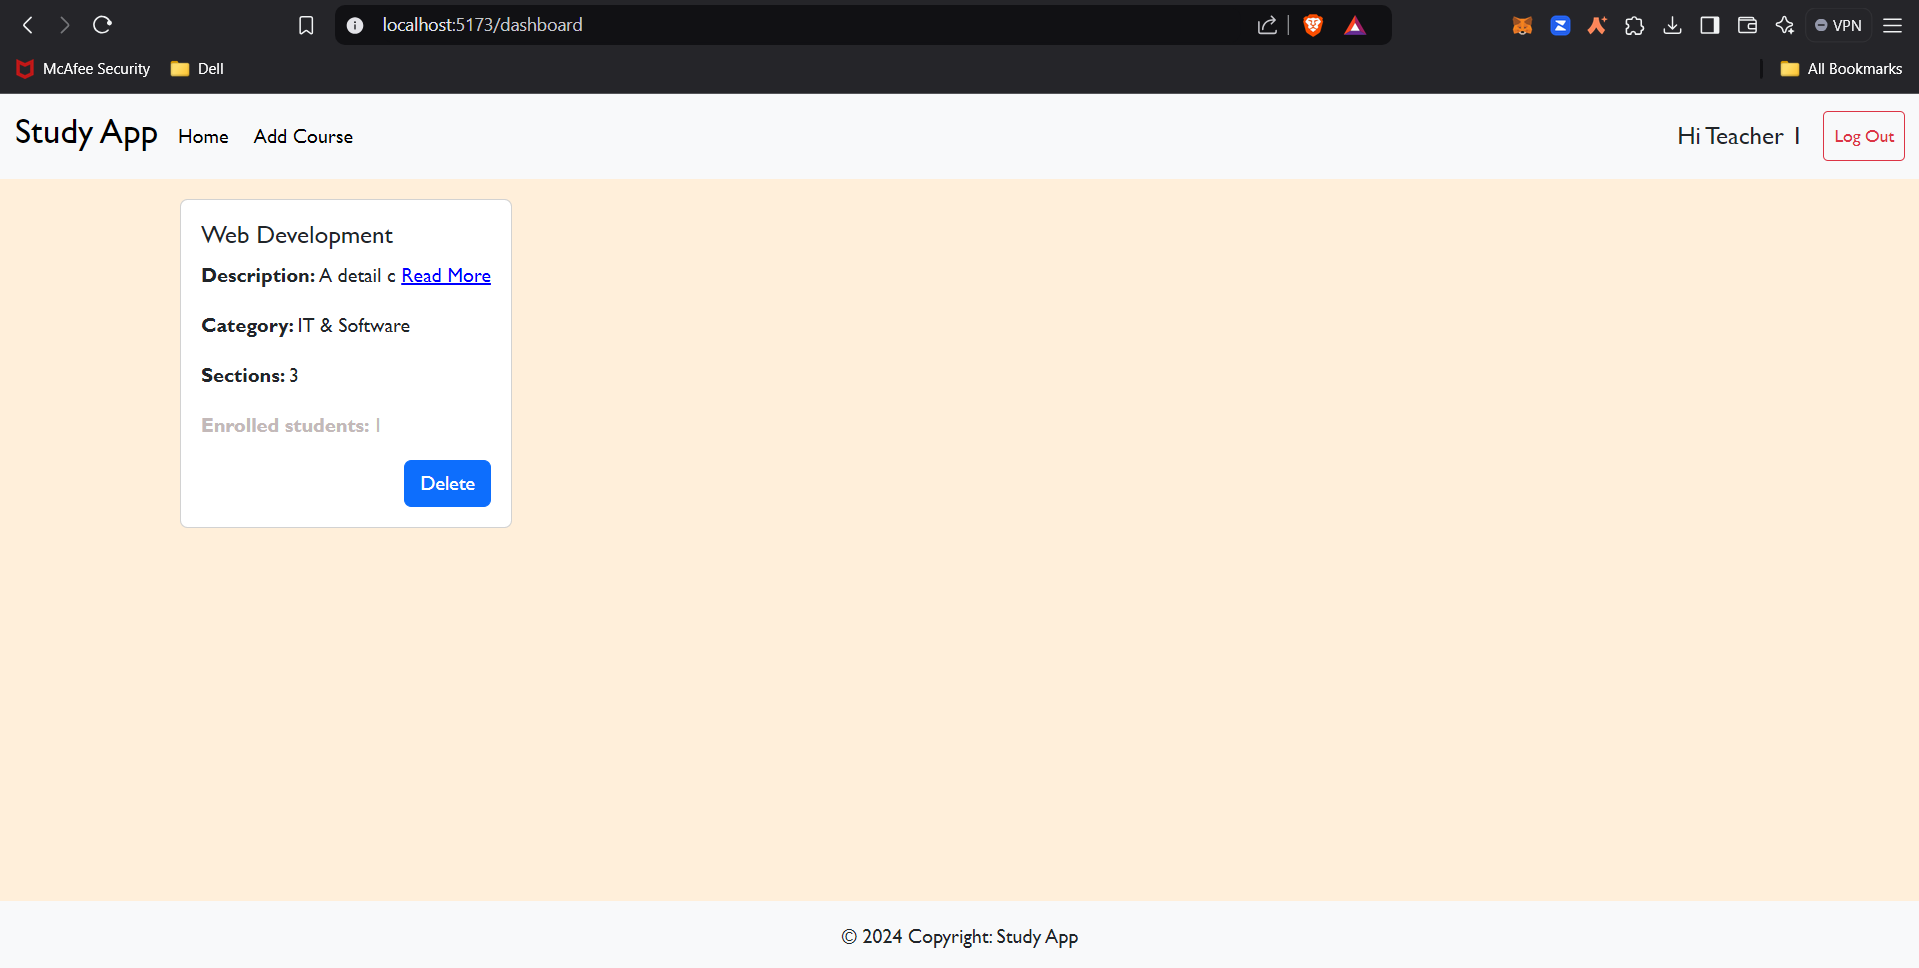 localhost:5173/dashboard
VPN
McAfee Security
Dell
All Bookmarks
Study App
Home
Add Course
Hi Teacher 1
Log Out
Web Development
Description: A detail c Read More
Category: IT & Software
Sections: 3
Enrolled students: 1
Delete
© 2024 Copyright: Study App